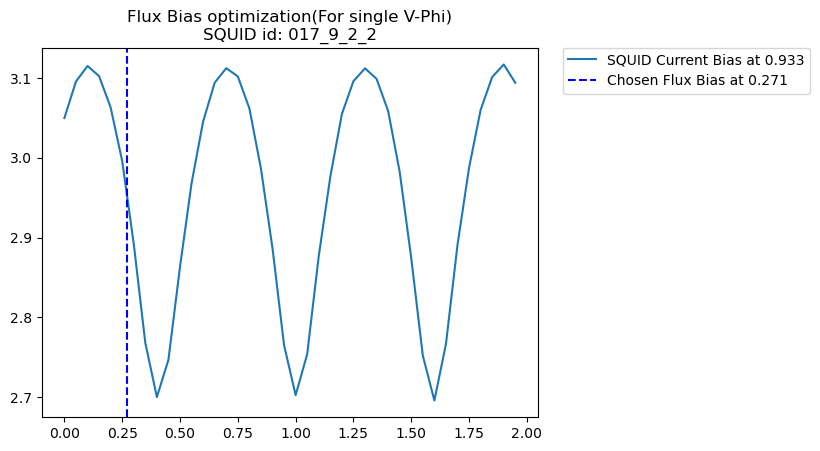 Flux Bias optimization(For single V-Phi)
SQUID id: 017_9_2_2
SQUID Current Bias at 0.933
Chosen Flux Bias at 0.271
3.1
3.0
2.9
2.8
2.7
0.00 0.25 0.50 0.75 1.00 1.25 1.50 1.75 2.00